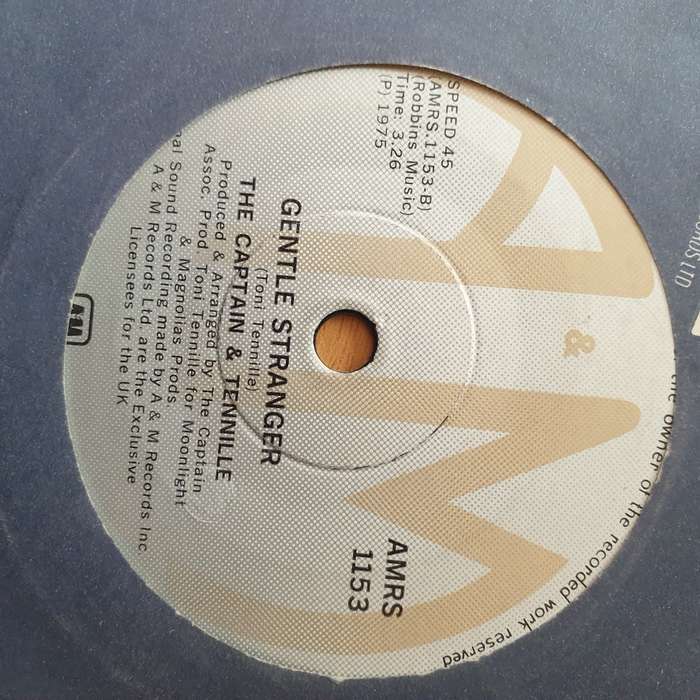 the owner of the recorded work reserved
A & M
SPEED 45
(AMRS.1153-B)
(Robbins Music)
Time: 3.26
(P) 1975
AMRS
1153
GENTLE STRANGER
(Toni Tennille)
THE CAPTAIN & TENNILLE
Produced & Arranged by The Captain
Assoc. Prod. Toni Tennille for Moonlight
& Magnolias Prods.
Sound Recording made by A & M Records Inc.
A & M Records Ltd. are the Exclusive
Licensees for the UK